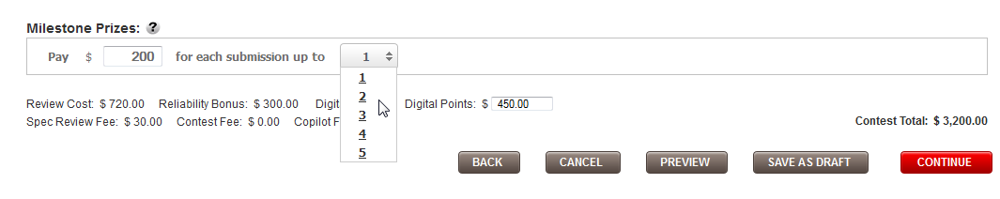 Milestone Prizes: ?
Pay $ 200 for each submission up to 1
1
2
3
4
5
Review Cost: $ 720.00 Reliability Bonus: $ 300.00 Digit Digital Points: $ 450.00
Spec Review Fee: $ 30.00 Contest Fee: $ 0.00 Copilot F Contest Total: $ 3,200.00
BACK CANCEL PREVIEW SAVE AS DRAFT CONTINUE